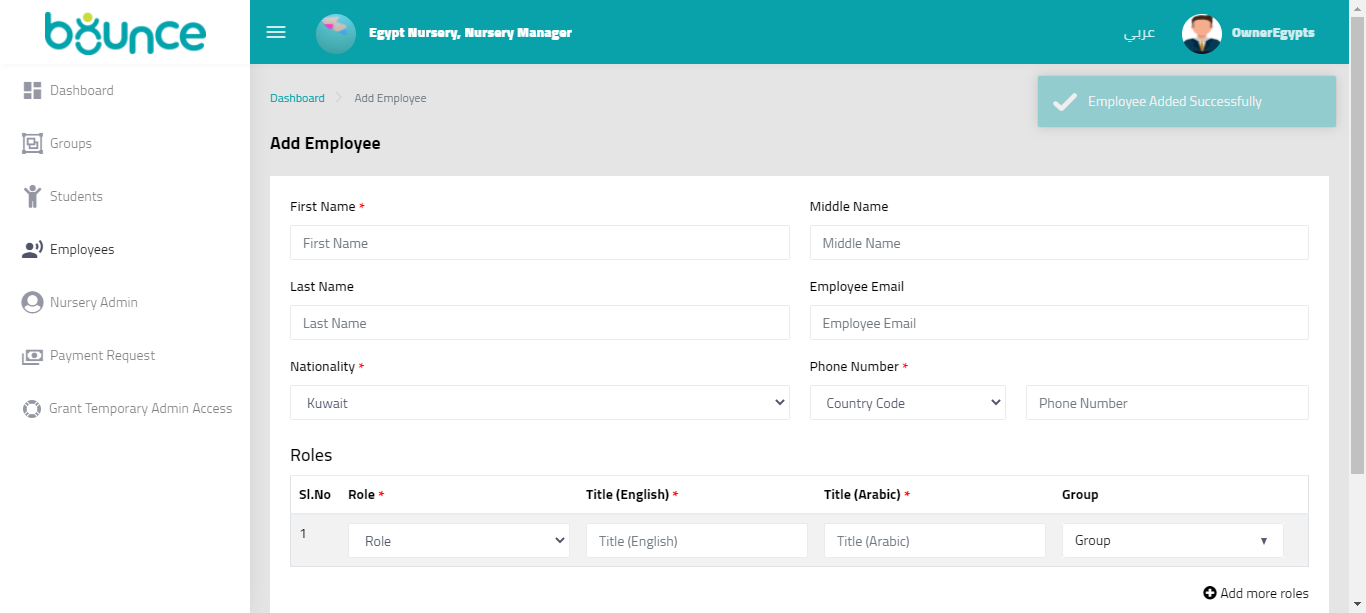 bounce
Egypt Nursery, Nursery Manager
عربي
OwnerEgypts
Dashboard
Groups
Students
Employees
Nursery Admin
Payment Request
Grant Temporary Admin Access
Dashboard > Add Employee
Employee Added Successfully
Add Employee
First Name *
Middle Name
First Name
Middle Name
Last Name
Employee Email
Last Name
Employee Email
Nationality *
Phone Number *
Kuwait
Country Code
Phone Number
Roles
Sl.No Role * Title (English) * Title (Arabic) * Group
1 Role Title (English) Title (Arabic) Group
Add more roles